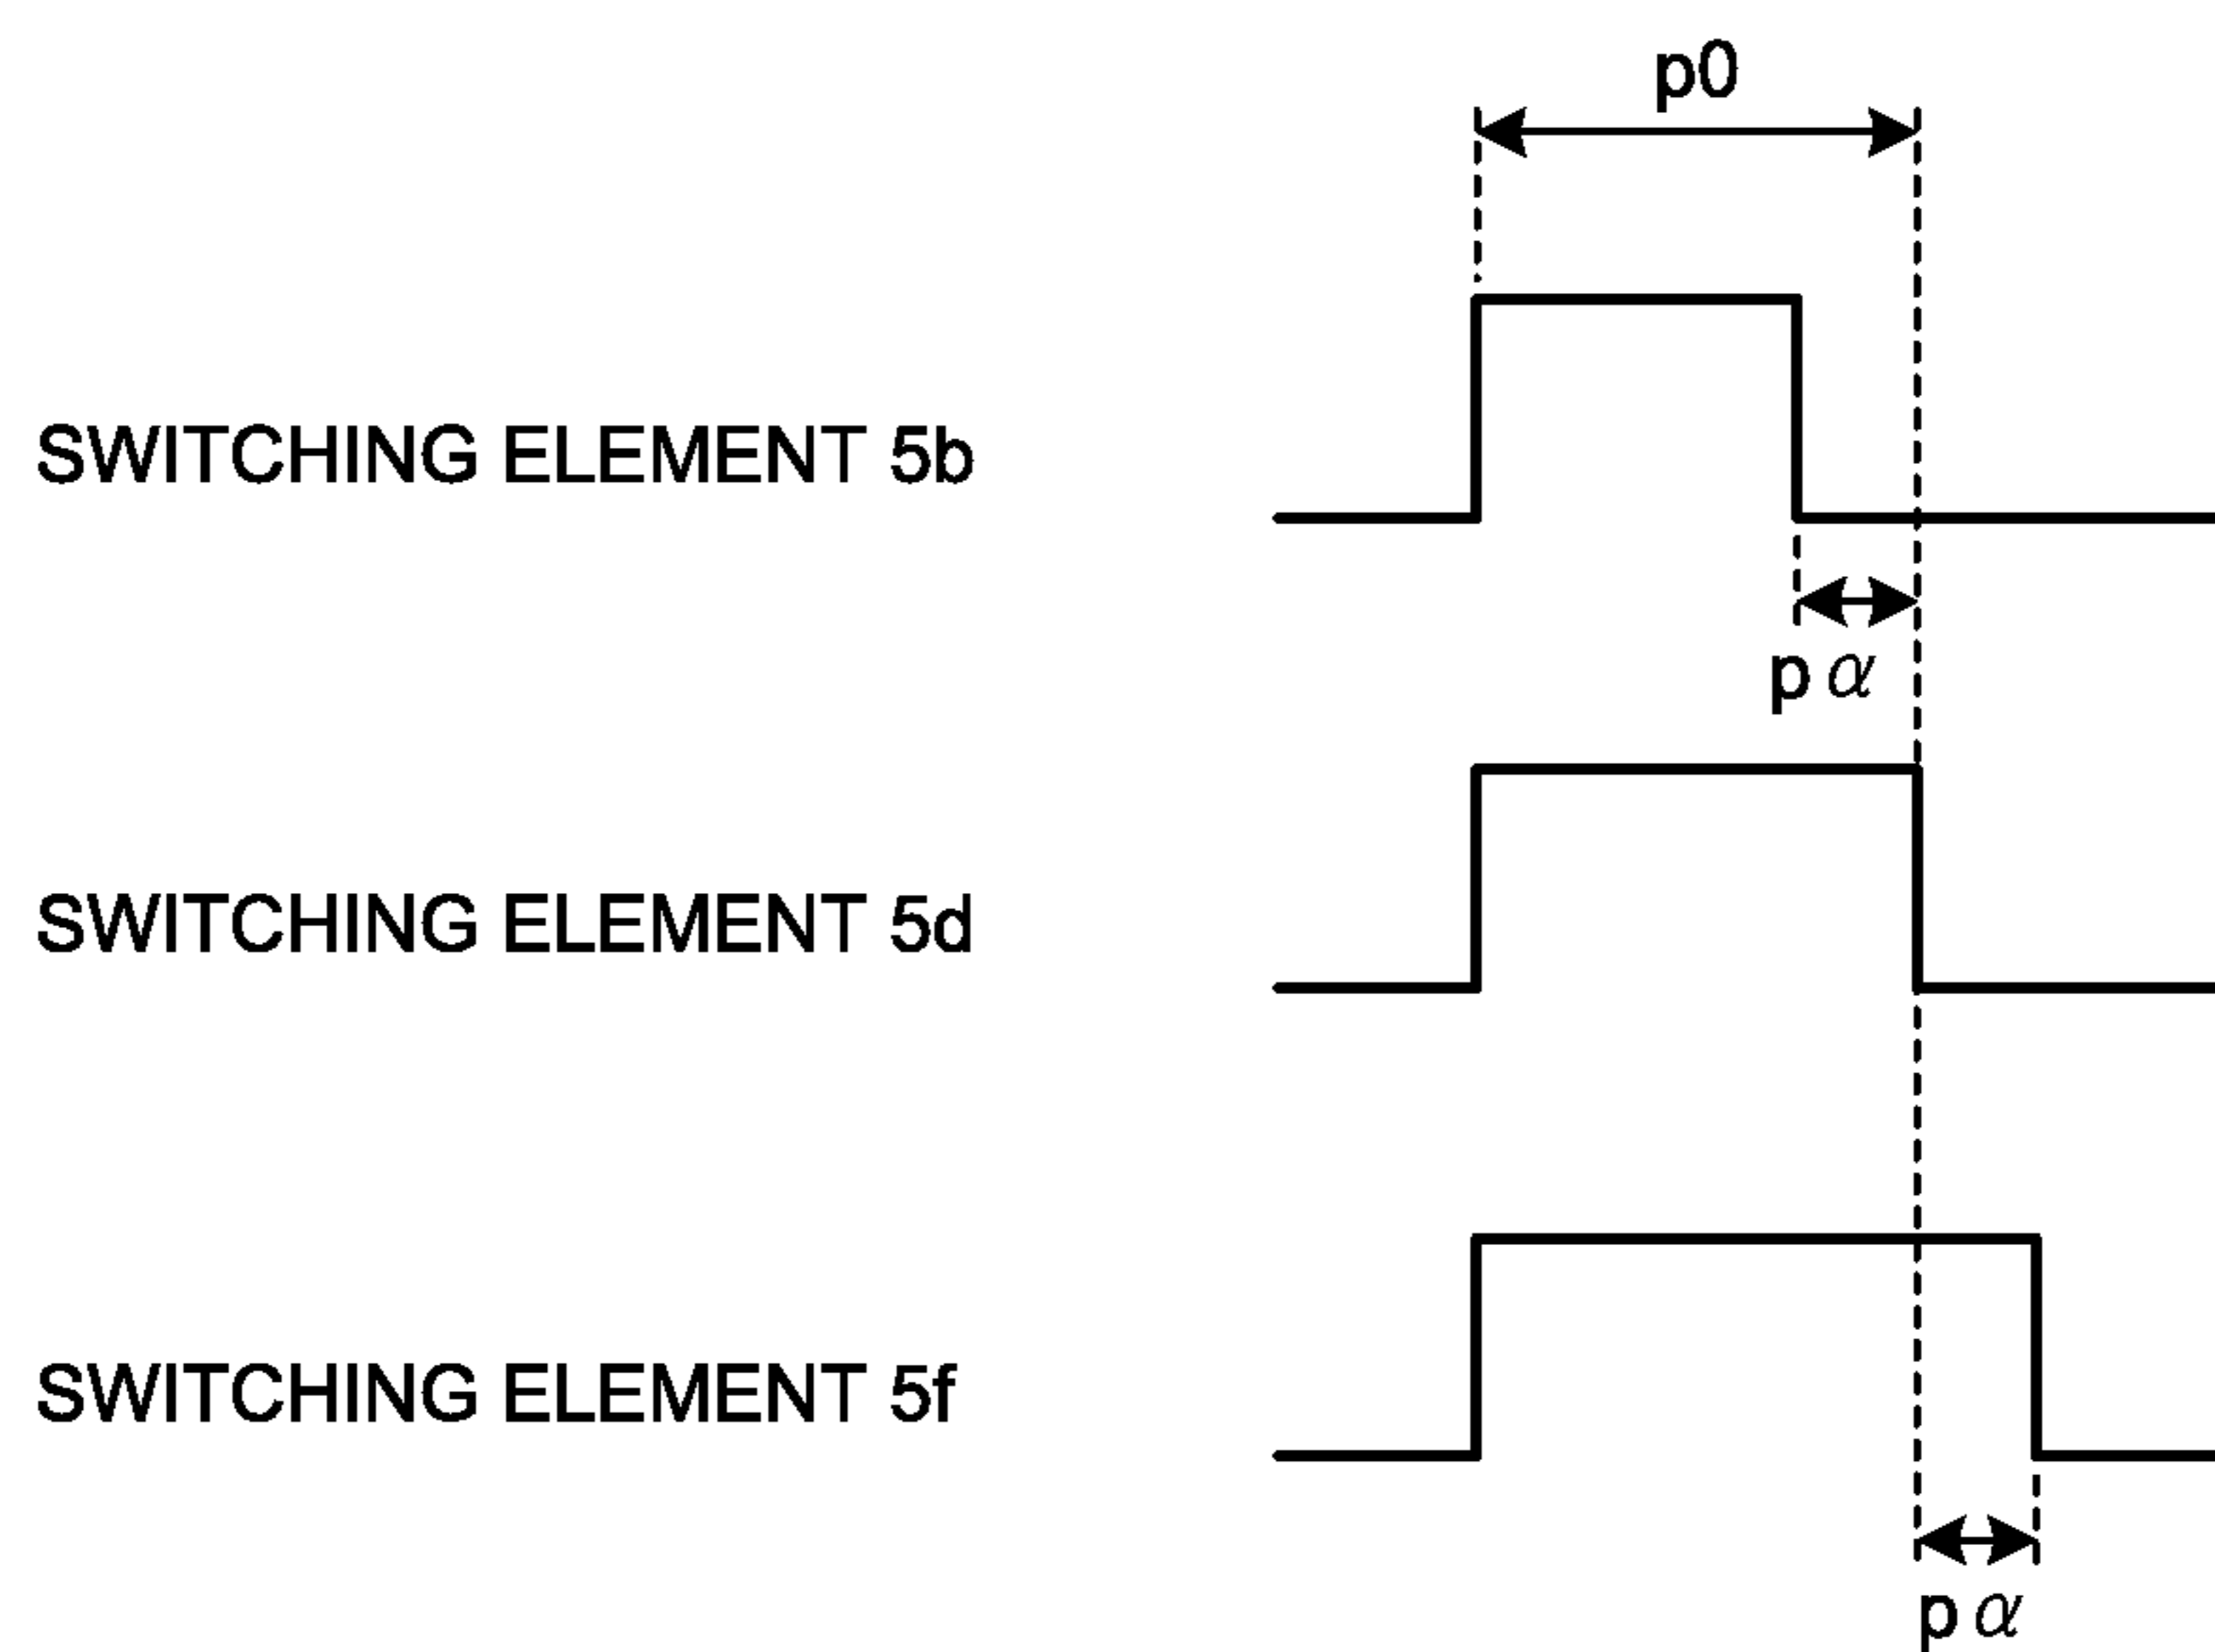 p0
SWITCHING ELEMENT 5b
p α
SWITCHING ELEMENT 5d
SWITCHING ELEMENT 5f
p α